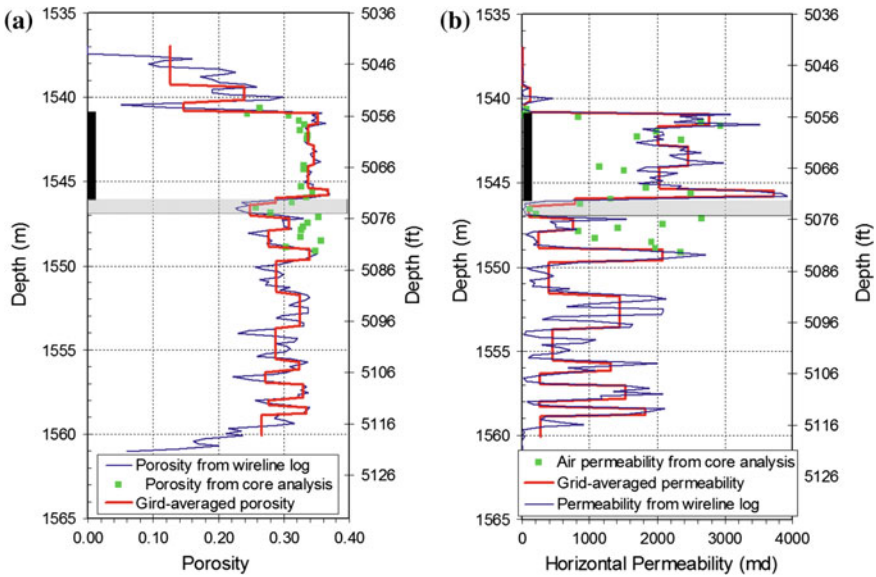 (a)
1535
1540
1545
1550
1555
1560
1565
Depth (m)
5036
5046
5056
5066
5076
5086
5096
5106
5116
5126
Depth (ft)
Porosity from wireline log
Porosity from core analysis
Gird-averaged porosity
0.00 0.10 0.20 0.30 0.40
Porosity
(b)
1535
1540
1545
1550
1555
1560
1565
Depth (m)
5036
5046
5056
5066
5076
5086
5096
5106
5116
5126
Depth (ft)
Air permeability from core analysis
Grid-averaged permeability
Permeability from wireline log
0 1000 2000 3000 4000
Horizontal Permeability (md)